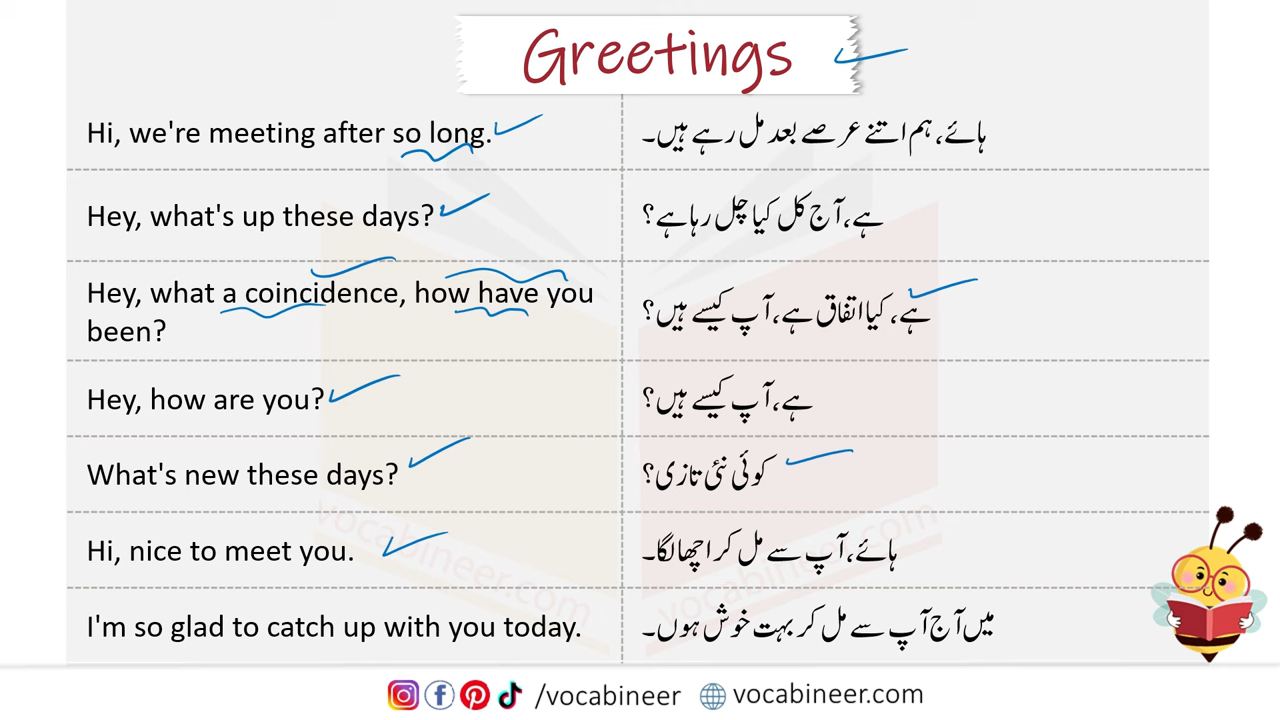 Greetings
Hi, we're meeting after so long.
ہائے، ہم اتنے عرصے بعد مل رہے ہیں۔
Hey, what's up these days?
ہے، آج کل کیا چل رہا ہے؟
Hey, what a coincidence, how have you
been?
ہے، کیا اتفاق ہے، آپ کیسے ہیں؟
Hey, how are you?
ہے، آپ کیسے ہیں؟
What's new these days?
کوئی نئی تازی؟
Hi, nice to meet you.
ہائے، آپ سے مل کر اچھا لگا۔
I'm so glad to catch up with you today.
میں آج آپ سے مل کر بہت خوش ہوں۔
vocabineer.com
vocabineer.com
/vocabineer vocabineer.com